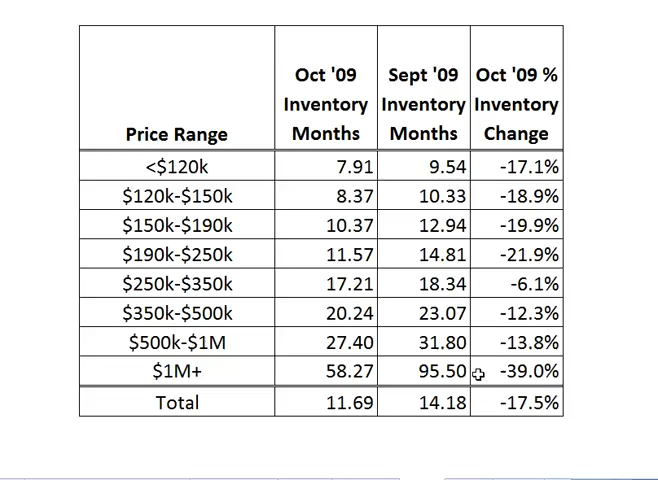 Price Range Oct '09 Inventory Months Sept '09 Inventory Months Oct '09 % Inventory Change
<$120k 7.91 9.54 -17.1%
$120k-$150k 8.37 10.33 -18.9%
$150k-$190k 10.37 12.94 -19.9%
$190k-$250k 11.57 14.81 -21.9%
$250k-$350k 17.21 18.34 -6.1%
$350k-$500k 20.24 23.07 -12.3%
$500k-$1M 27.40 31.80 -13.8%
$1M+ 58.27 95.50 -39.0%
Total 11.69 14.18 -17.5%